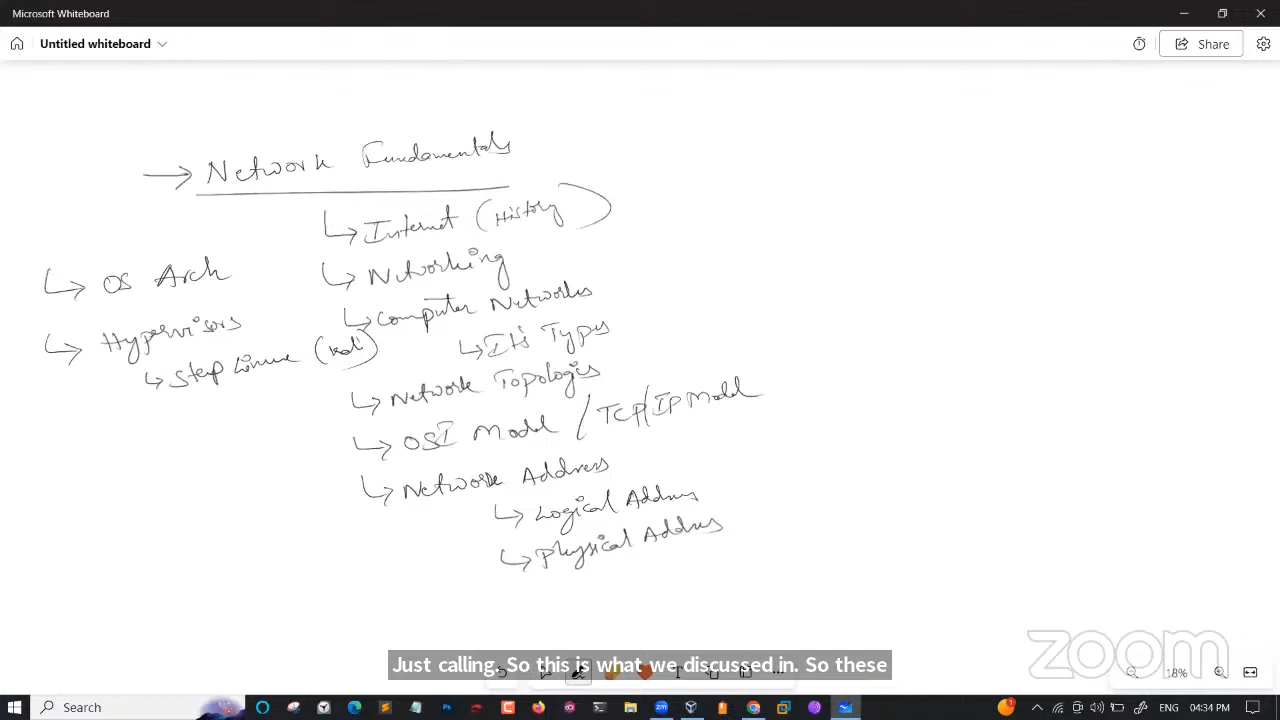 Microsoft Whiteboard
Untitled whiteboard
Share
→ Network Fundamentals
↳ Internet (History)
↳ Networking
↳ Computer Networks
↳ It's Types
↳ Network Topologies
↳ OSI Model / TCP/IP Model
↳ Network Address
↳ Logical Address
↳ Physical Address
↳ OS Arch
↳ Hypervisors
↳ Linux (Kali)
zoom
Just calling. So this is what we discussed in. So these
18%
Search
ENG
04:34 PM